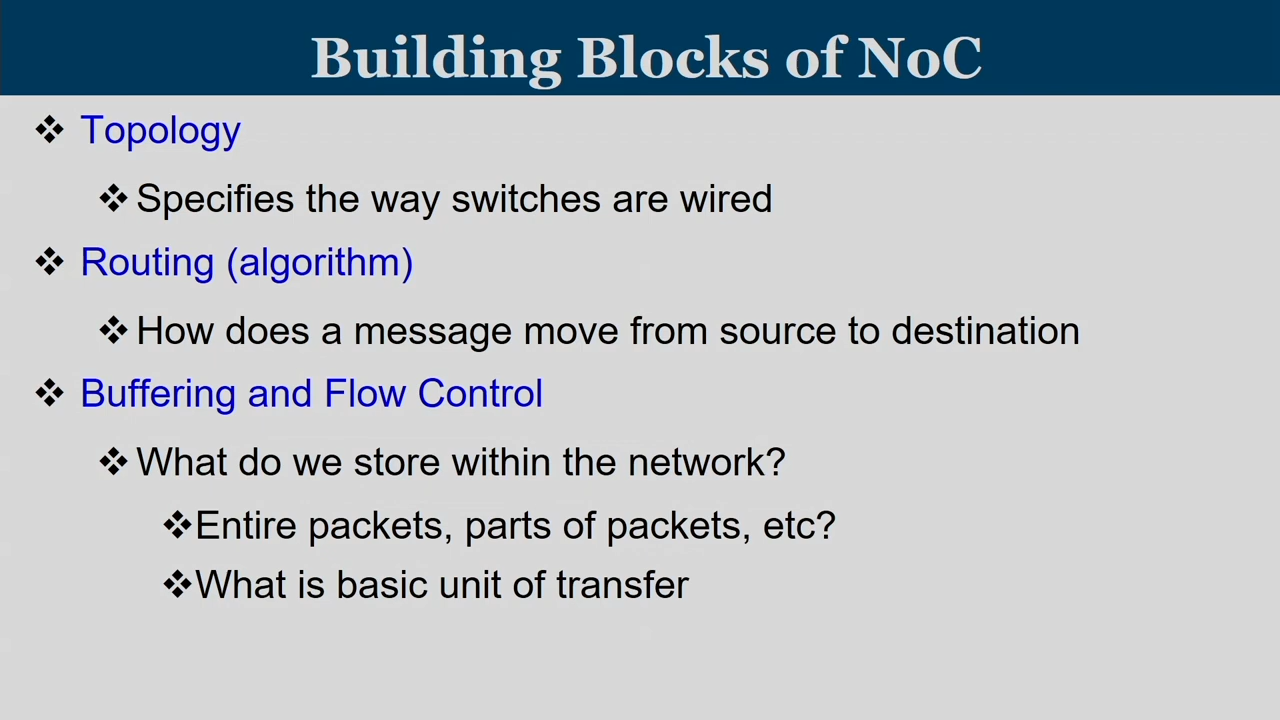 Building Blocks of NoC
❖ Topology
❖ Specifies the way switches are wired
❖ Routing (algorithm)
❖ How does a message move from source to destination
❖ Buffering and Flow Control
❖ What do we store within the network?
❖ Entire packets, parts of packets, etc?
❖ What is basic unit of transfer